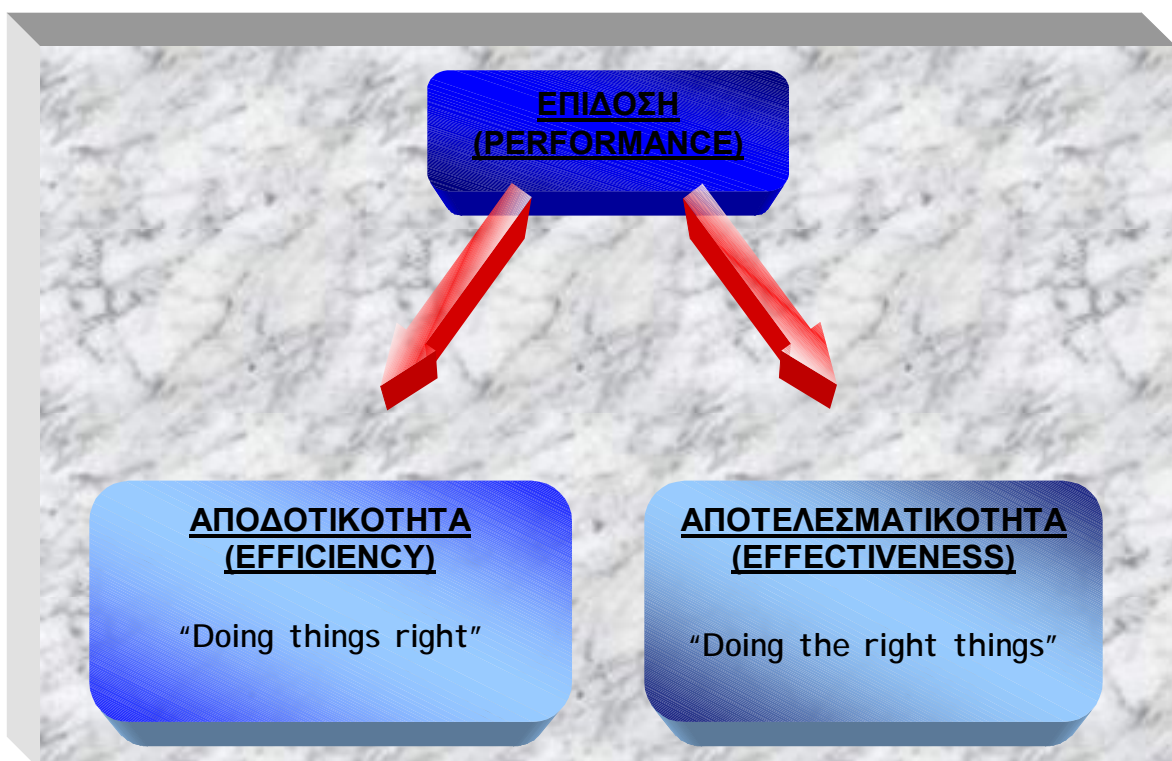 ΕΠΙΔΟΣΗ
(PERFORMANCE)
ΑΠΟΔΟΤΙΚΟΤΗΤΑ
(EFFICIENCY)
“Doing things right”
ΑΠΟΤΕΛΕΣΜΑΤΙΚΟΤΗΤΑ
(EFFECTIVENESS)
“Doing the right things”